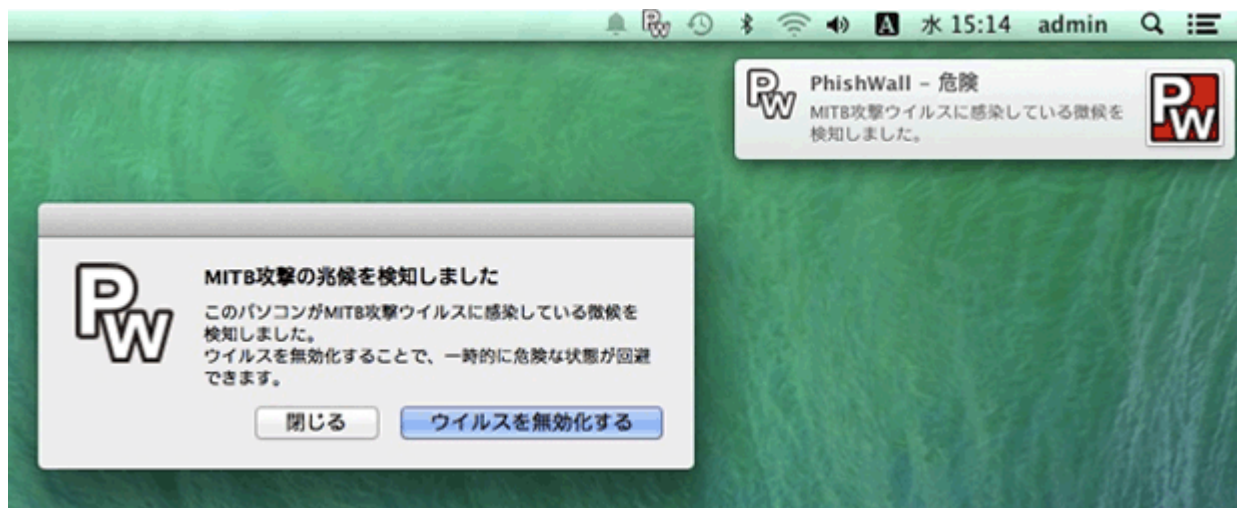 PW
A
水 15:14
admin
PW
PhishWall – 危険
MITB攻撃ウイルスに感染している徴候を
検知しました。
PW
PW
MITB攻撃の兆候を検知しました
このパソコンがMITB攻撃ウイルスに感染している徴候を
検知しました。
ウイルスを無効化することで、一時的に危険な状態が回避
できます。
閉じる
ウイルスを無効化する